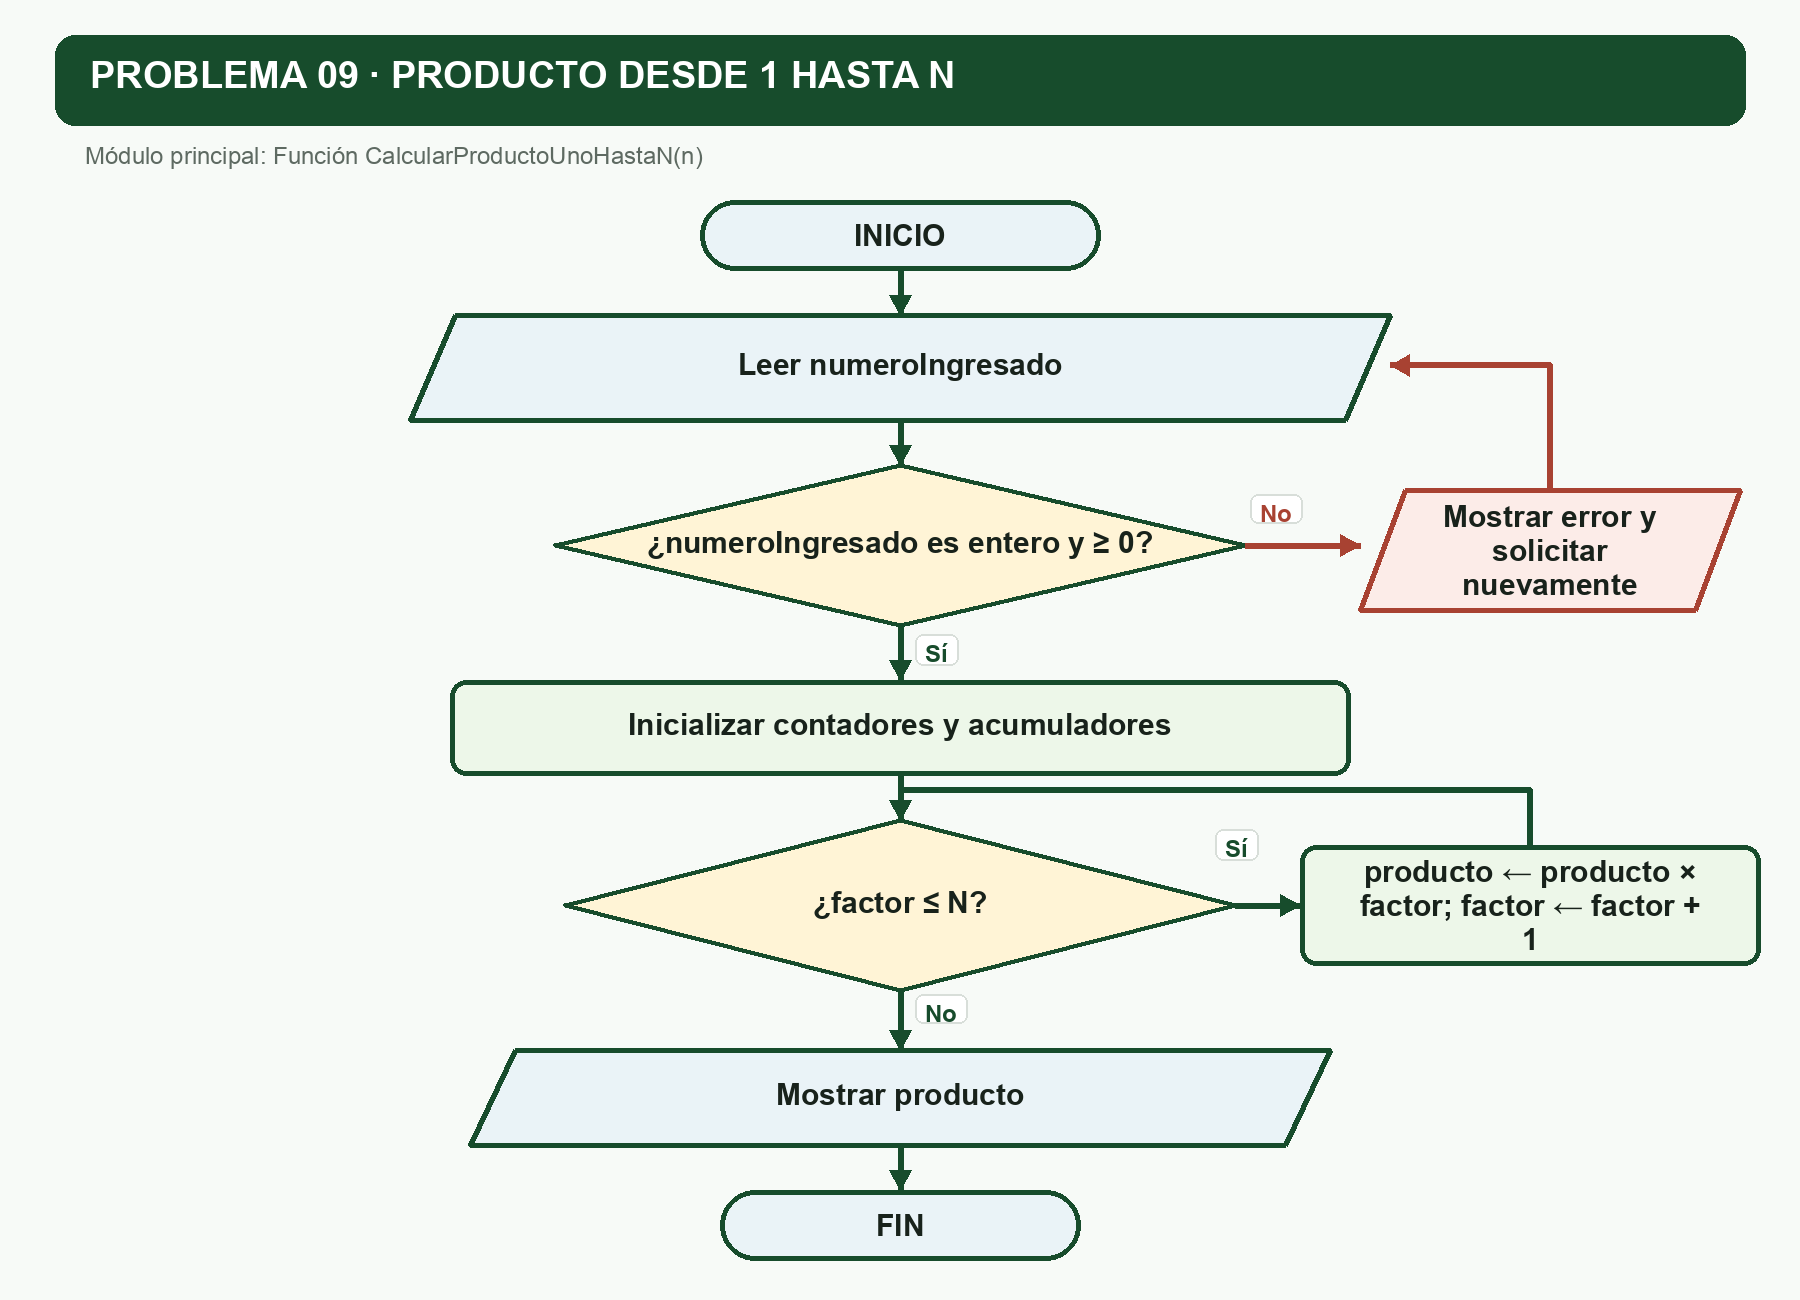 PROBLEMA 09 · PRODUCTO DESDE 1 HASTA N
Módulo principal: Función CalcularProductoUnoHastaN(n)
INICIO
Leer numeroIngresado
¿numeroIngresado es entero y ≥ 0?
No
Mostrar error y
solicitar
nuevamente
Sí
Inicializar contadores y acumuladores
¿factor ≤ N?
Sí
producto ← producto ×
factor; factor ← factor +
1
No
Mostrar producto
FIN